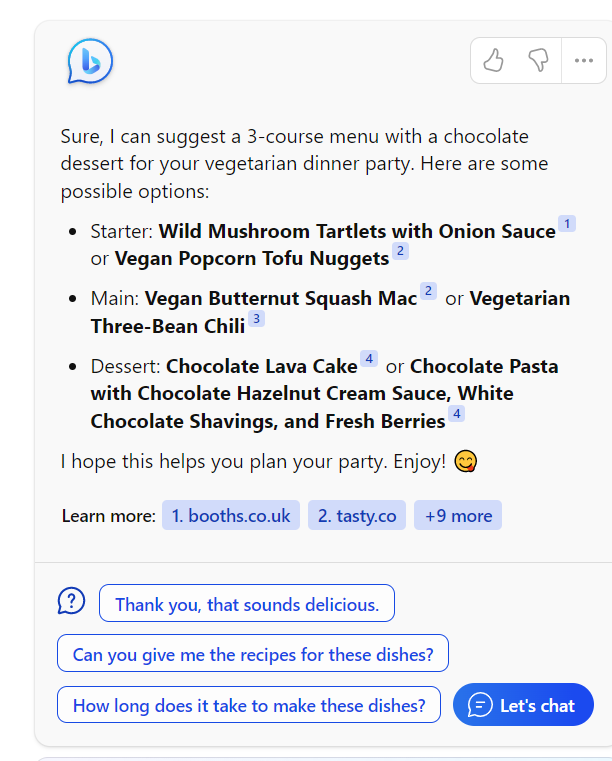 Sure, I can suggest a 3-course menu with a chocolate
dessert for your vegetarian dinner party. Here are some
possible options:
• Starter: Wild Mushroom Tartlets with Onion Sauce 1
or Vegan Popcorn Tofu Nuggets 2
• Main: Vegan Butternut Squash Mac 2 or Vegetarian
Three-Bean Chili 3
• Dessert: Chocolate Lava Cake 4 or Chocolate Pasta
with Chocolate Hazelnut Cream Sauce, White
Chocolate Shavings, and Fresh Berries 4
I hope this helps you plan your party. Enjoy! 😋
Learn more: 1. booths.co.uk 2. tasty.co +9 more
Thank you, that sounds delicious.
Can you give me the recipes for these dishes?
How long does it take to make these dishes? Let's chat